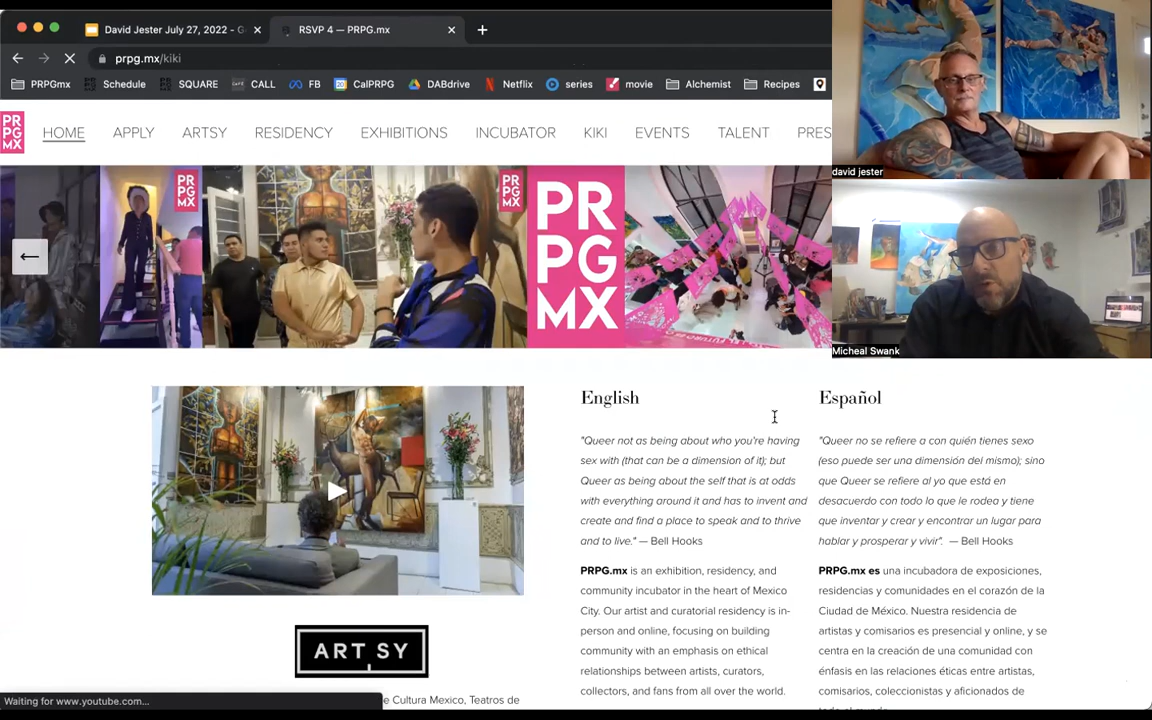 David Jester July 27, 2022 - G
RSVP 4 — PRPG.mx
prpg.mx/kiki
PRPGmx Schedule SQUARE CALL FB CalPRPG DABdrive Netflix series movie Alchemist Recipes
PR
PG
MX
HOME APPLY ARTSY RESIDENCY EXHIBITIONS INCUBATOR KIKI EVENTS TALENT PRES
PR
PG
MX
PR
PG
MX
PR
PG
MX
david jester
Micheal Swank
English
"Queer not as being about who you're having
sex with (that can be a dimension of it); but
Queer as being about the self that is at odds
with everything around it and has to invent and
create and find a place to speak and to thrive
and to live." — Bell Hooks
PRPG.mx is an exhibition, residency, and
community incubator in the heart of Mexico
City. Our artist and curatorial residency is in-
person and online, focusing on building
community with an emphasis on ethical
relationships between artists, curators,
collectors, and fans from all over the world.
Español
"Queer no se refiere a con quién tienes sexo
(eso puede ser una dimensión del mismo); sino
que Queer se refiere al yo que está en
desacuerdo con todo lo que le rodea y tiene
que inventar y crear y encontrar un lugar para
hablar y prosperar y vivir". — Bell Hooks
PRPG.mx es una incubadora de exposiciones,
residencias y comunidades en el corazón de la
Ciudad de México. Nuestra residencia de
artistas y comisarios es presencial y online, y se
centra en la creación de una comunidad con
énfasis en las relaciones éticas entre artistas,
comisarios, coleccionistas y aficionados de
ARTSY
e Cultura Mexico, Teatros de
Waiting for www.youtube.com...